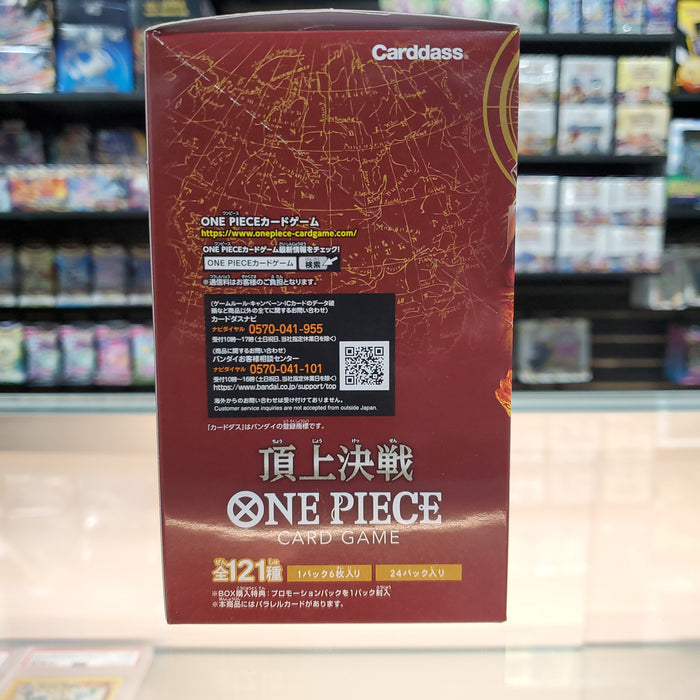 Carddass®
ワンピース
ONE PIECEカードゲーム
https://www.onepiece-cardgame.com/
ONE PIECEカードゲーム最新情報をチェック!
ONE PIECEカードゲーム 検索
※通信料はお客様のご負担となります。
(ゲームルール・キャンペーン・ICカードのデータ破
損など商品以外の全てに関するお問い合わせ)
カードダスナビ
ナビダイヤル 0570-041-955
受付10時~17時(土日祝日、当社指定休業日を除く)
(商品に関するお問い合わせ)
バンダイお客様相談センター
ナビダイヤル 0570-041-101
受付10時~16時(土日祝日、当社指定休業日を除く)
https://www.bandai.co.jp/support/top
海外からのお問い合わせは受け付けておりません。
Customer service inquiries are not accepted from outside Japan.
「カードダス」はバンダイの登録商標です。
ちょう じょう けっ せん
頂上決戦
ONE PIECE
CARD GAME
全121種 1パック6枚入り 24パック入り
※BOX購入特典:プロモーションパックを1パック封入
※本商品にはパラレルカードがあります。